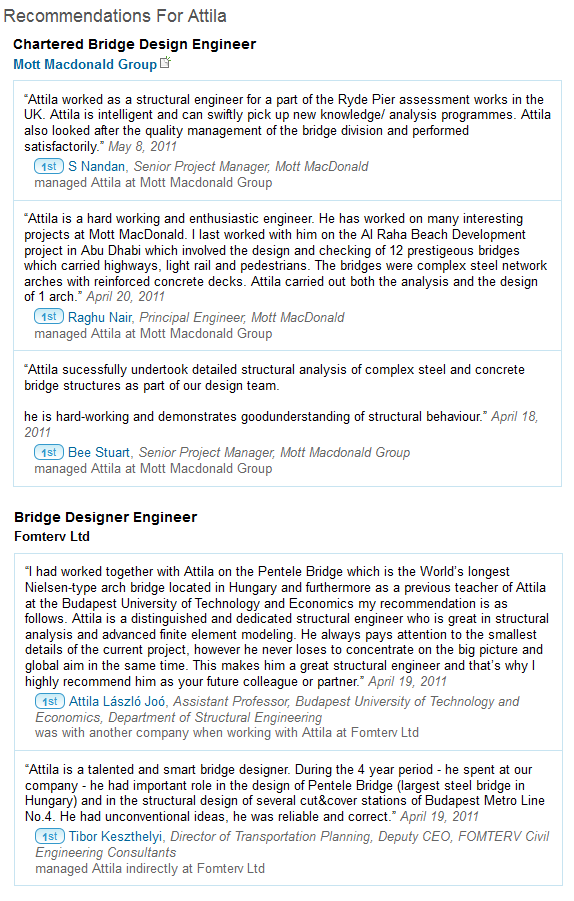 Recommendations For Attila
Chartered Bridge Design Engineer
Mott Macdonald Group
“Attila worked as a structural engineer for a part of the Ryde Pier assessment works in the
UK. Attila is intelligent and can swiftly pick up new knowledge/ analysis programmes. Attila
also looked after the quality management of the bridge division and performed
satisfactorily.” May 8, 2011
1st S Nandan, Senior Project Manager, Mott MacDonald
managed Attila at Mott Macdonald Group
“Attila is a hard working and enthusiastic engineer. He has worked on many interesting
projects at Mott MacDonald. I last worked with him on the Al Raha Beach Development
project in Abu Dhabi which involved the design and checking of 12 prestigeous bridges
which carried highways, light rail and pedestrians. The bridges were complex steel network
arches with reinforced concrete decks. Attila carried out both the analysis and the design
of 1 arch.” April 20, 2011
1st Raghu Nair, Principal Engineer, Mott MacDonald
managed Attila at Mott Macdonald Group
“Attila sucessfully undertook detailed structural analysis of complex steel and concrete
bridge structures as part of our design team.
he is hard-working and demonstrates goodunderstanding of structural behaviour.” April 18,
2011
1st Bee Stuart, Senior Project Manager, Mott Macdonald Group
managed Attila at Mott Macdonald Group
Bridge Designer Engineer
Fomterv Ltd
“I had worked together with Attila on the Pentele Bridge which is the World’s longest
Nielsen-type arch bridge located in Hungary and furthermore as a previous teacher of Attila
at the Budapest University of Technology and Economics my recommendation is as
follows. Attila is a distinguished and dedicated structural engineer who is great in structural
analysis and advanced finite element modeling. He always pays attention to the smallest
details of the current project, however he never loses to concentrate on the big picture and
global aim in the same time. This makes him a great structural engineer and that’s why I
highly recommend him as your future colleague or partner.” April 19, 2011
1st Attila László Joó, Assistant Professor, Budapest University of Technology and
Economics, Department of Structural Engineering
was with another company when working with Attila at Fomterv Ltd
“Attila is a talented and smart bridge designer. During the 4 year period - he spent at our
company - he had important role in the design of Pentele Bridge (largest steel bridge in
Hungary) and in the structural design of several cut&cover stations of Budapest Metro Line
No.4. He had unconventional ideas, he was reliable and correct.” April 19, 2011
1st Tibor Keszthelyi, Director of Transportation Planning, Deputy CEO, FOMTERV Civil
Engineering Consultants
managed Attila indirectly at Fomterv Ltd